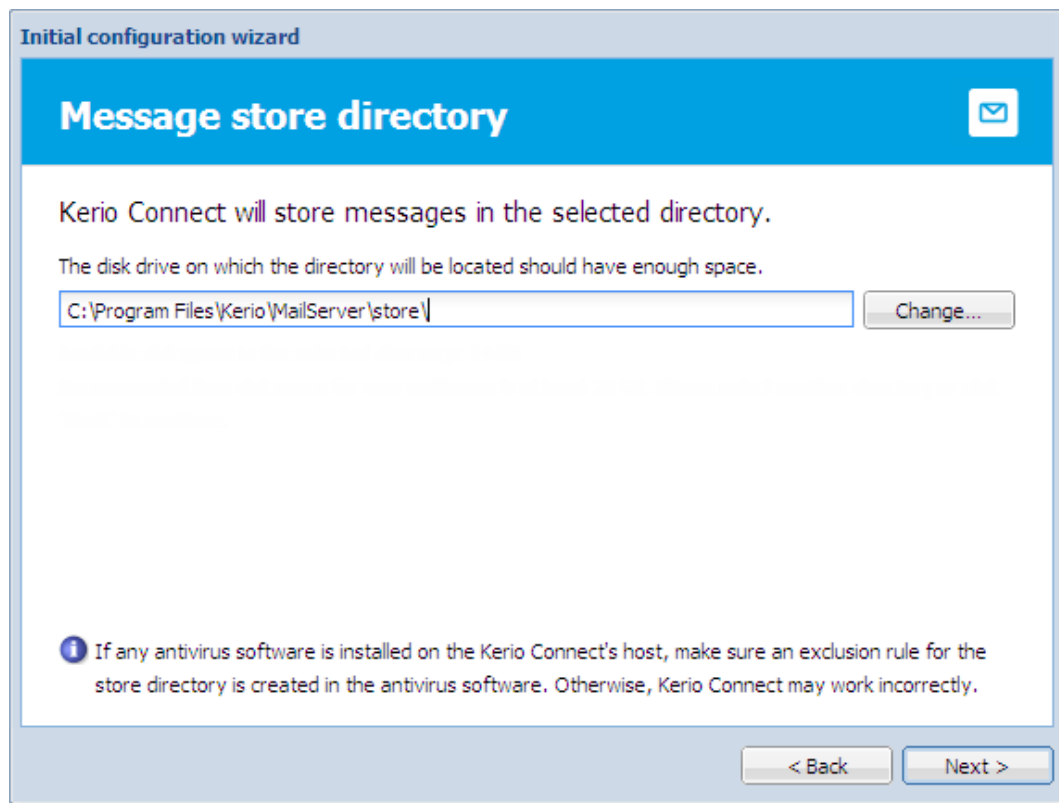 Initial configuration wizard
Message store directory
Kerio Connect will store messages in the selected directory.
The disk drive on which the directory will be located should have enough space.
C:\Program Files\Kerio\MailServer\store\
Change...
If any antivirus software is installed on the Kerio Connect's host, make sure an exclusion rule for the
store directory is created in the antivirus software. Otherwise, Kerio Connect may work incorrectly.
< Back
Next >